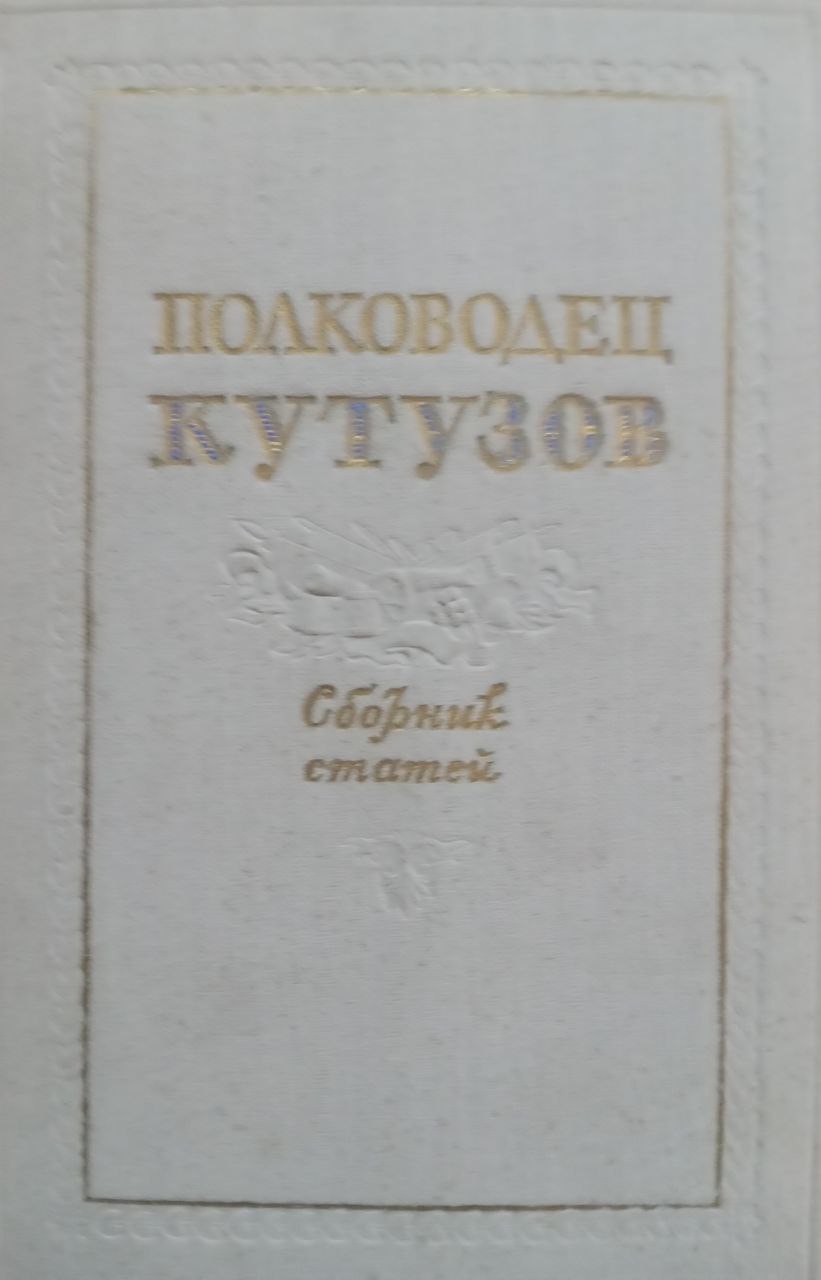 ПОЛКОВОДЕЦ
КУТУЗОВ
Сборник
статей